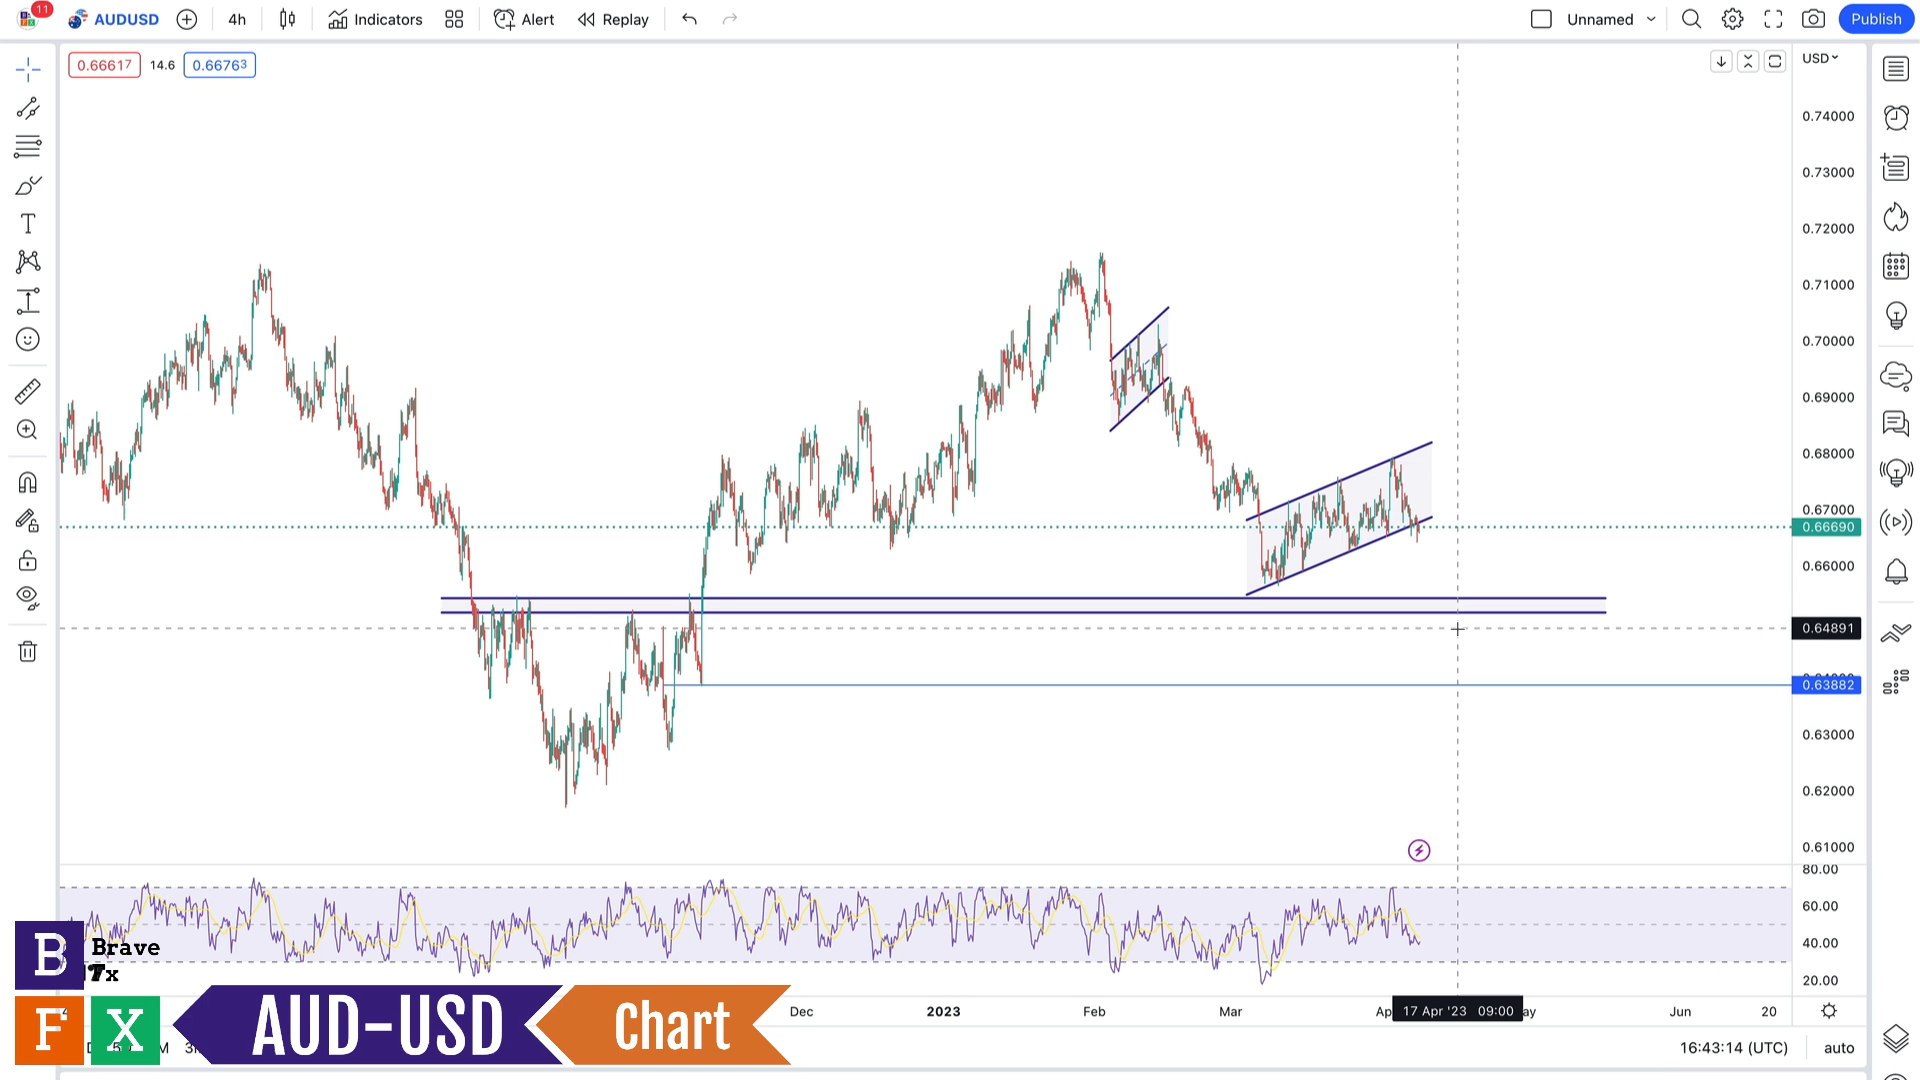 11
AUDUSD
4h
Indicators
Alert
Replay
Unnamed
Publish
0.66617
14.6
0.66763
USD
0.74000
0.73000
0.72000
0.71000
0.70000
0.69000
0.68000
0.67000
0.66690
0.66000
0.64891
0.63882
0.63000
0.62000
0.61000
80.00
60.00
40.00
20.00
B
Brave
F X
AUD-USD
Chart
Dec
2023
Feb
Mar
Ap
17 Apr '23 09:00
ay
Jun
20
16:43:14 (UTC)
auto